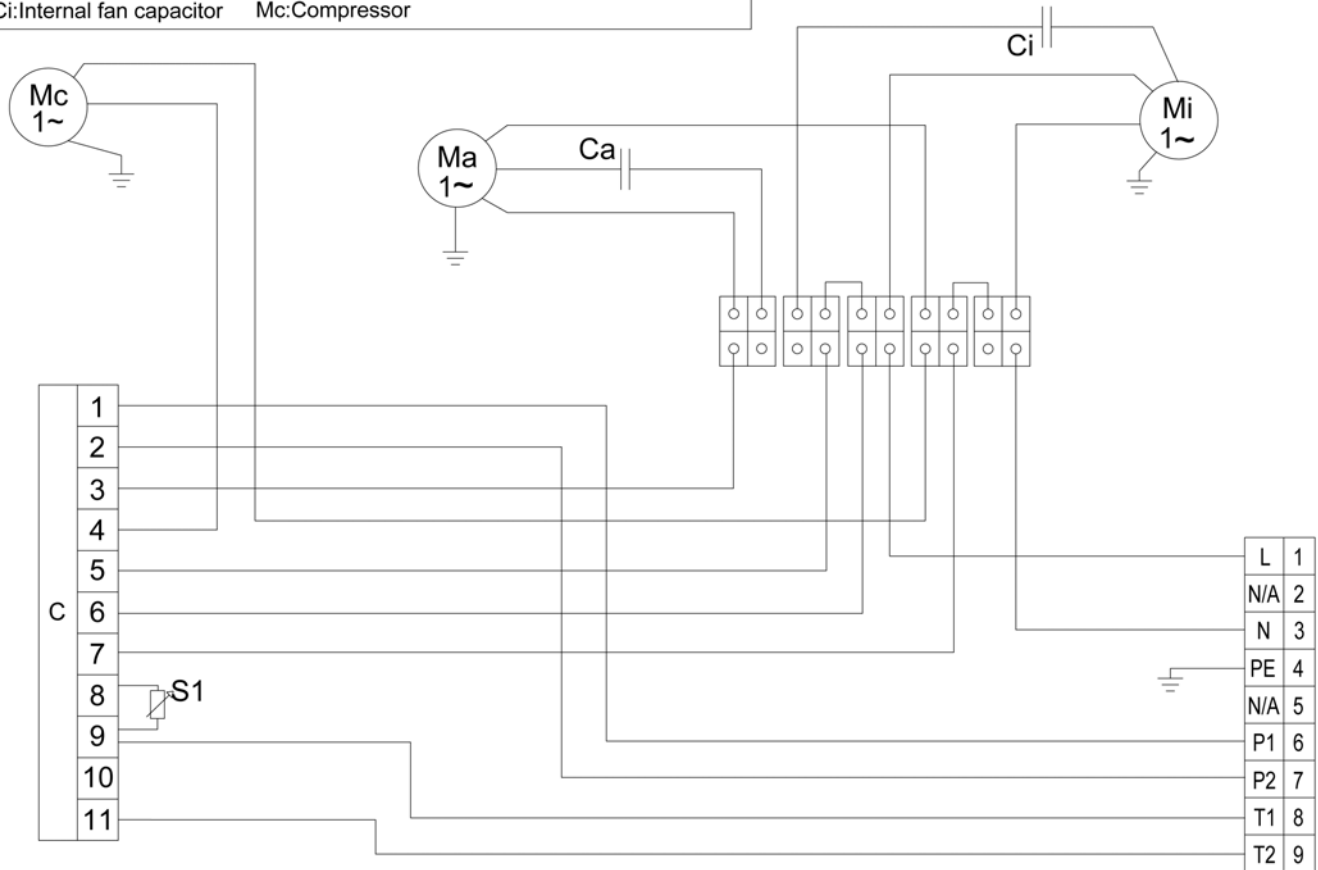 Ci:Internal fan capacitor Mc:Compressor
Ci
Mc
1~
Mi
1~
Ma
1~
Ca
C
1
2
3
4
5
6
7
8
9
10
11
S1
L 1
N/A 2
N 3
PE 4
N/A 5
P1 6
P2 7
T1 8
T2 9